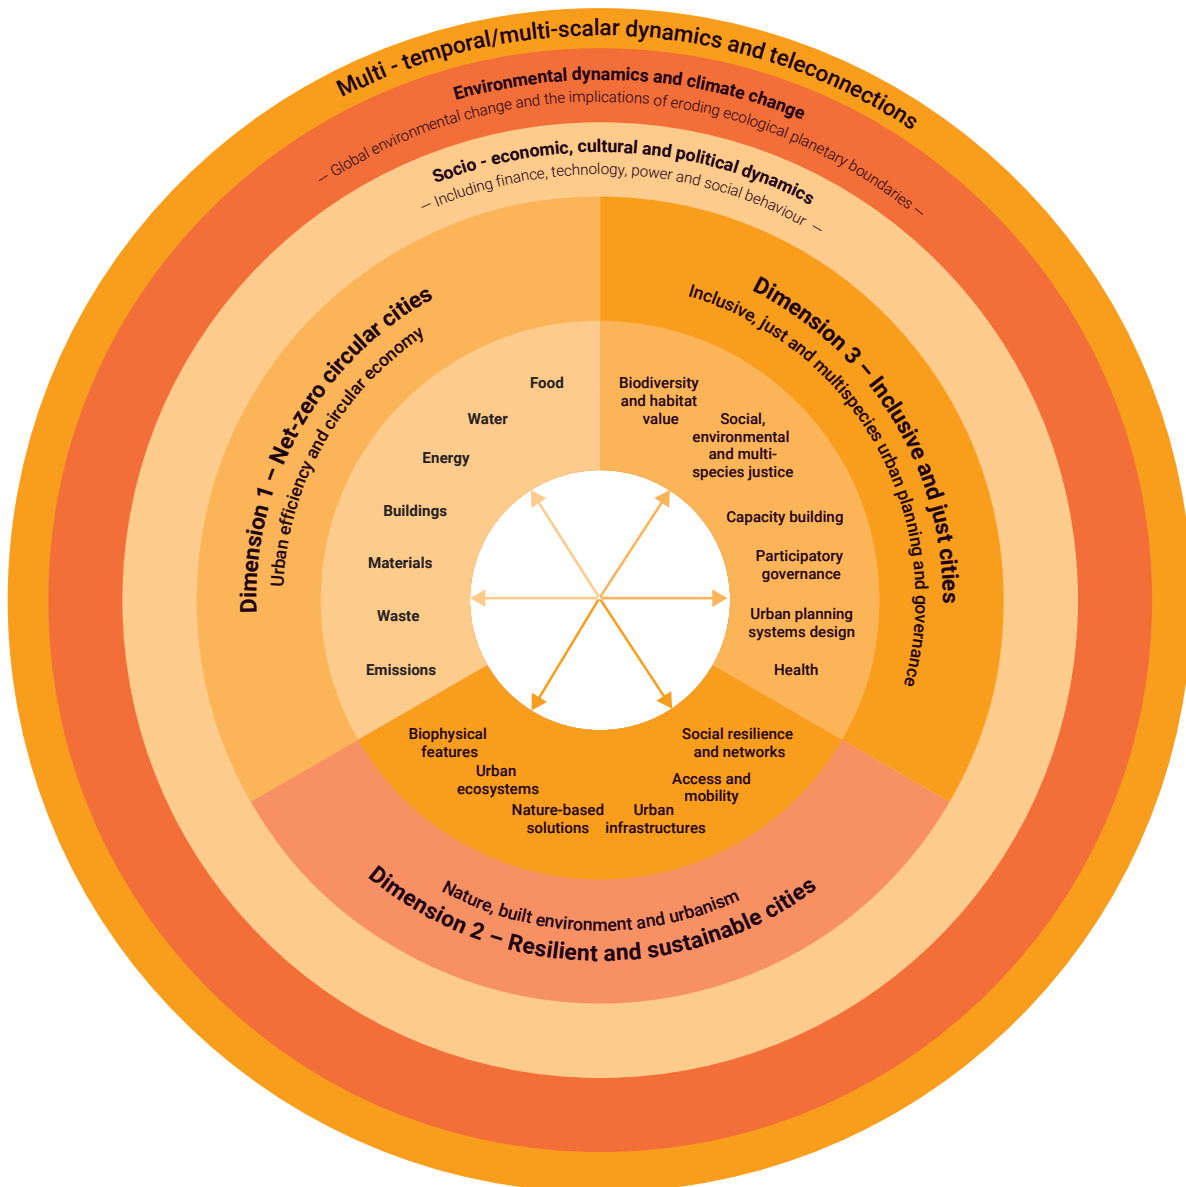 Multi - temporal/multi-scalar dynamics and teleconnections
Environmental dynamics and climate change
— Global environmental change and the implications of eroding ecological planetary boundaries —
Socio - economic, cultural and political dynamics
— Including finance, technology, power and social behaviour —
Dimension 1 – Net-zero circular cities
Urban efficiency and circular economy
Food
Water
Energy
Buildings
Materials
Waste
Emissions
Dimension 3 – Inclusive and just cities
Inclusive, just and multispecies urban planning and governance
Biodiversity
and habitat
value
Social,
environmental
and multi-
species justice
Capacity building
Participatory
governance
Urban planning
systems design
Health
Biophysical
features
Urban
ecosystems
Nature-based
solutions
Urban
infrastructures
Access and
mobility
Social resilience
and networks
Nature, built environment and urbanism
Dimension 2 – Resilient and sustainable cities